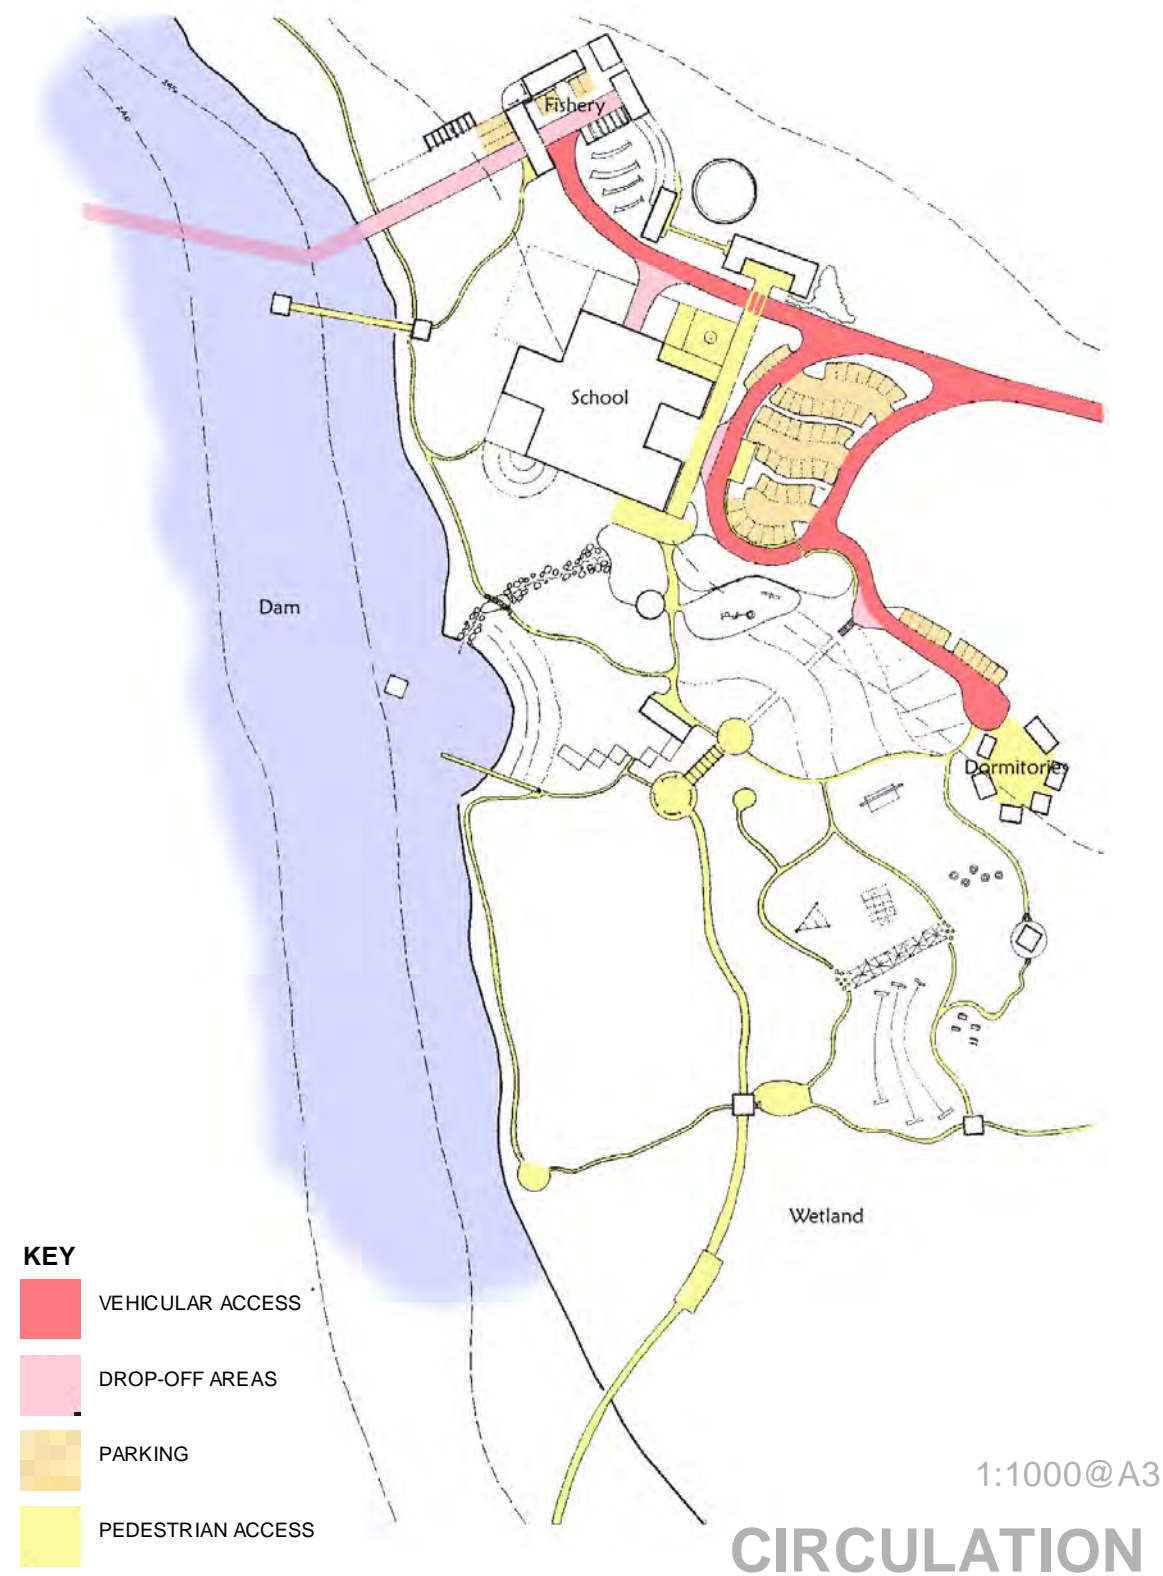 Fishery
School
Dam
Dormitories
Wetland
KEY
VEHICULAR ACCESS
DROP-OFF AREAS
PARKING
PEDESTRIAN ACCESS
1:1000@A3
CIRCULATION